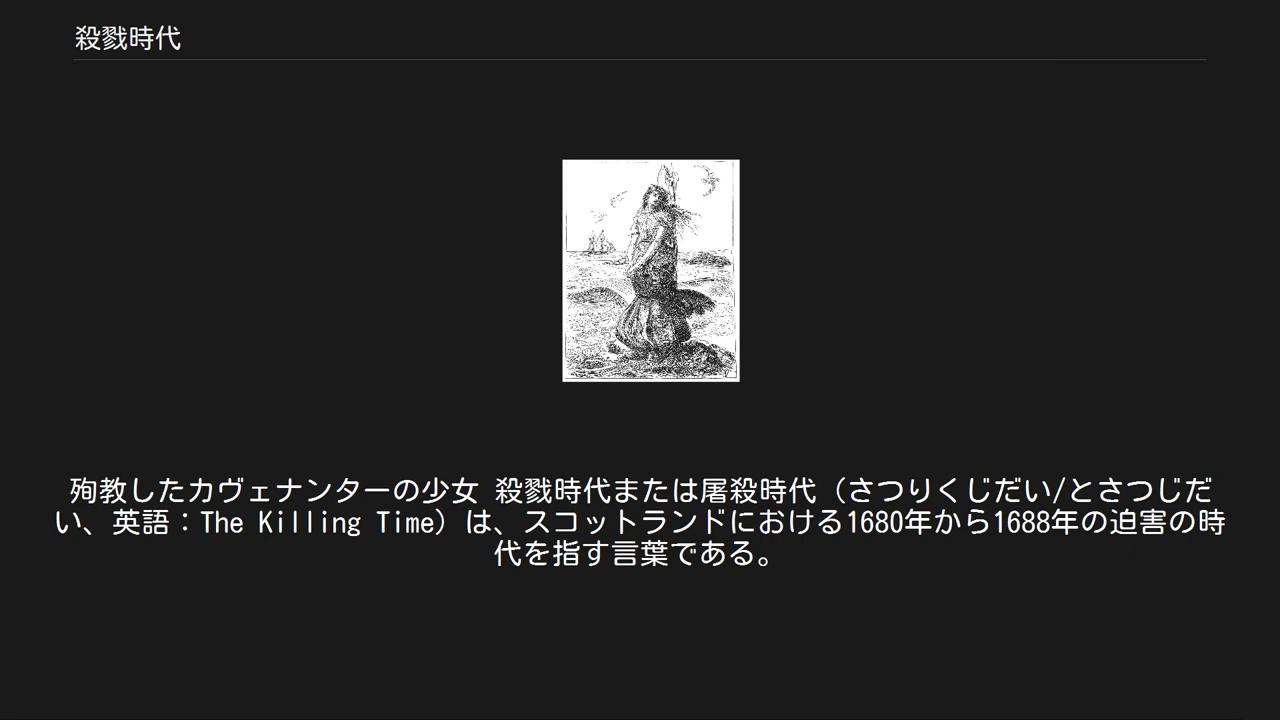 殺戮時代
殉教したカヴェナンターの少女 殺戮時代または屠殺時代（さつりくじだい/とさつじだ
い、英語：The Killing Time）は、スコットランドにおける1680年から1688年の迫害の時
代を指す言葉である。